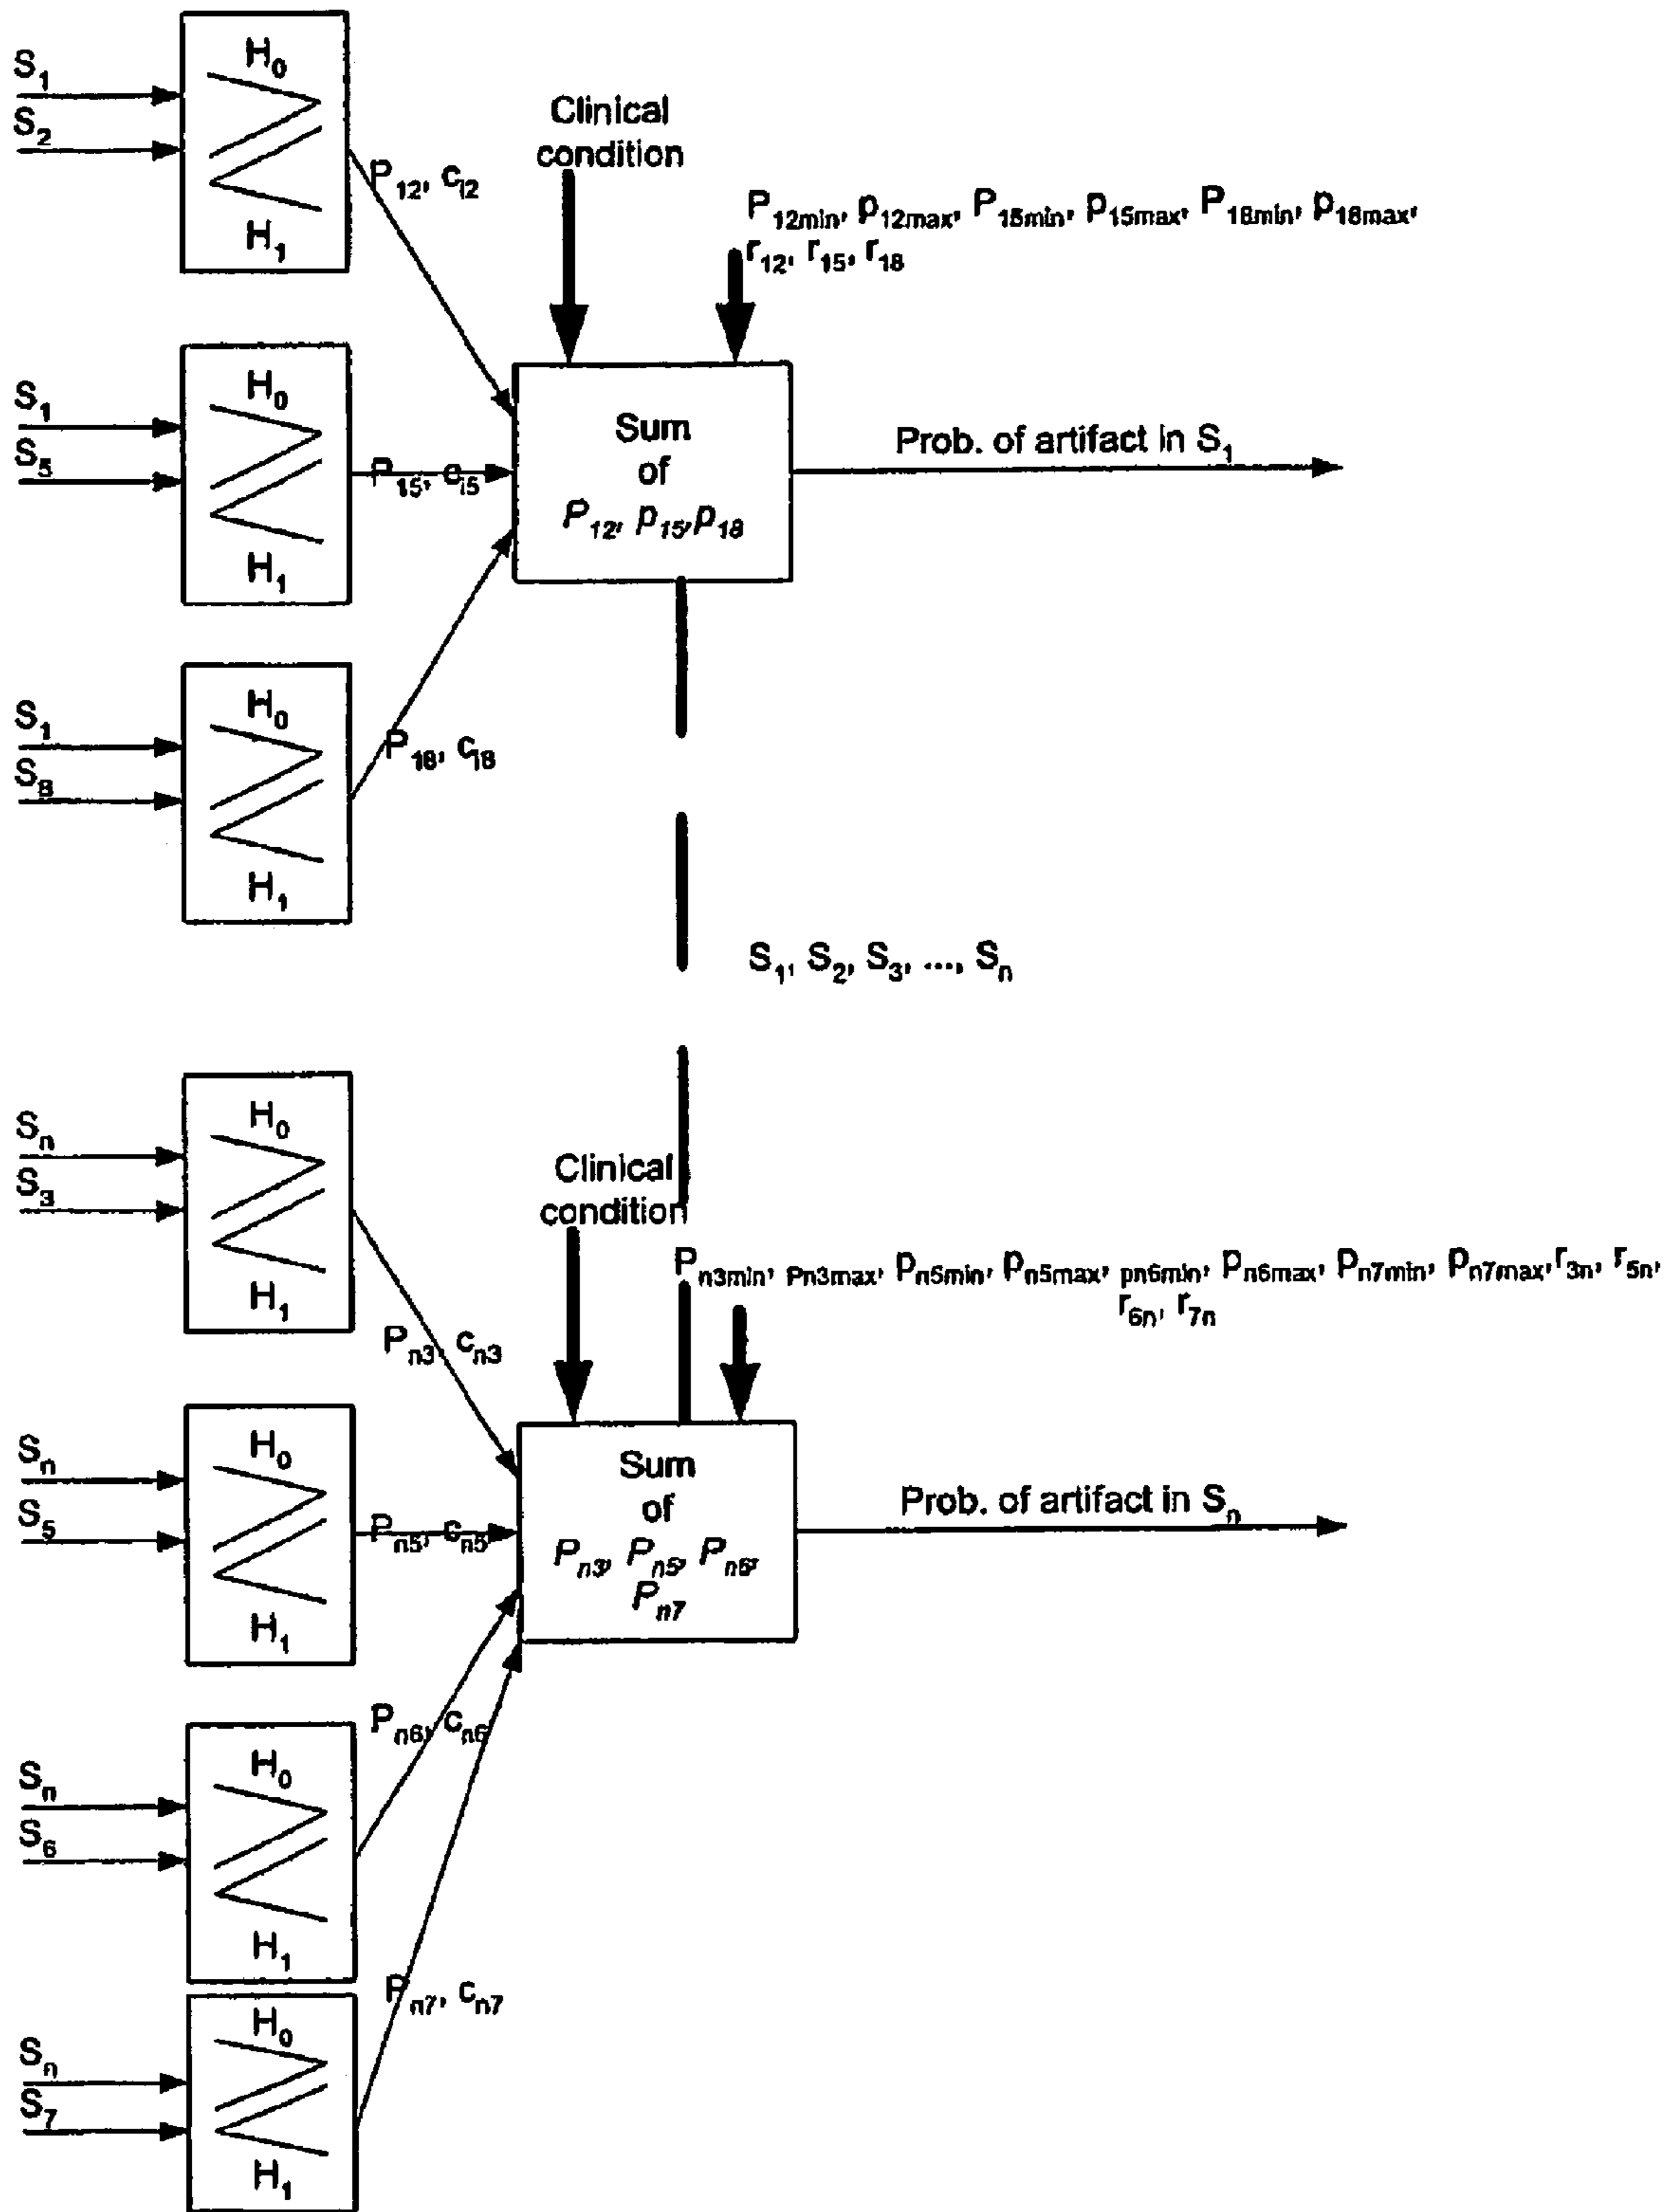 H₀
S₁
S₂
H₁
P₁₂, c₁₂
Clinical
condition
P₁₂min, p₁₂max, P₁₅min, p₁₅max, P₁₈min, p₁₈max,
r₁₂, r₁₅, r₁₈
H₀
S₁
S₅
H₁
P₁₅, c₁₅
Sum
of
P₁₂, p₁₅,p₁₈
Prob. of artifact in S₁
H₀
S₁
S₈
H₁
P₁₈, c₁₈
S₁, S₂, S₃, ..., Sₙ
H₀
Sₙ
S₃
H₁
Pₙ₃, cₙ₃
Clinical
condition
Pₙ₃min, pn3max, pₙ₅min, pₙ₅max, pn6min, pₙ₆max, pₙ₇min, pₙ₇max,r₃ₙ, r₅ₙ,
r₆ₙ, r₇ₙ
H₀
Sₙ
S₅
H₁
Pₙ₅, cₙ₅
Sum
of
Pₙ₃, Pₙ₅, Pₙ₆,
Pₙ₇
Prob. of artifact in Sₙ
H₀
Sₙ
S₆
H₁
Pₙ₆, cₙ₆
H₀
Sₙ
S₇
H₁
Pₙ₇, cₙ₇